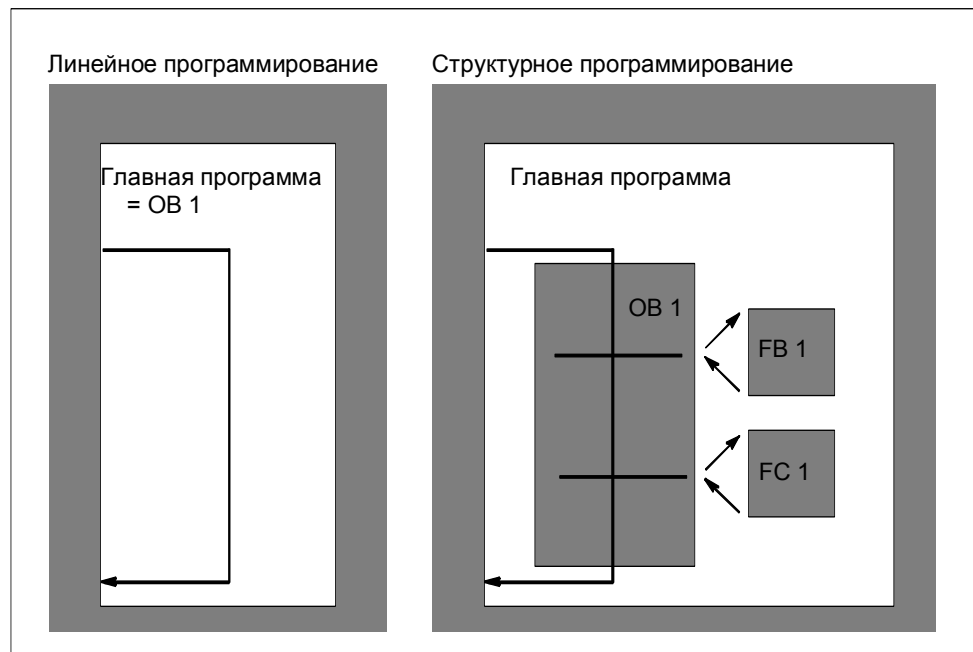 Линейное программирование
Структурное программирование
Главная программа
= OB 1
Главная программа
OB 1
FB 1
FC 1